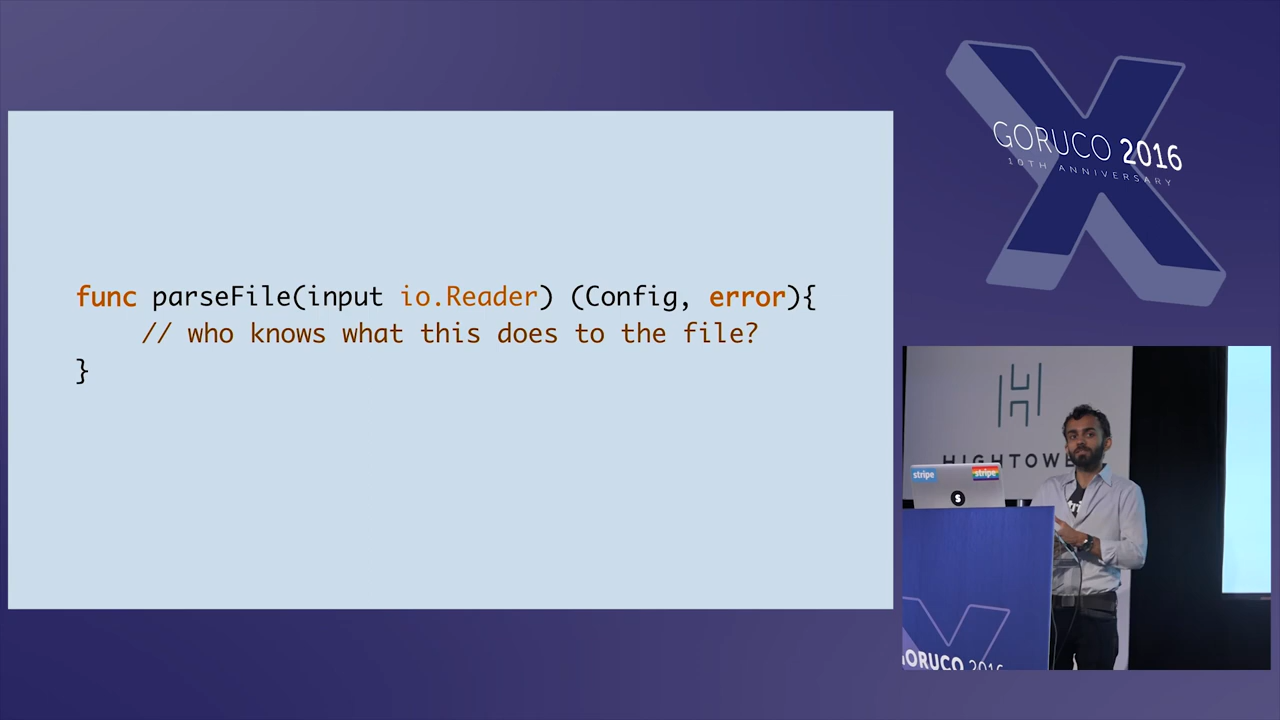 func parseFile(input io.Reader) (Config, error){
// who knows what this does to the file?
}
GORUCO 2016
10TH ANNIVERSARY
HIGHTOWE
stripe
stripe
S
GORUCO 2016